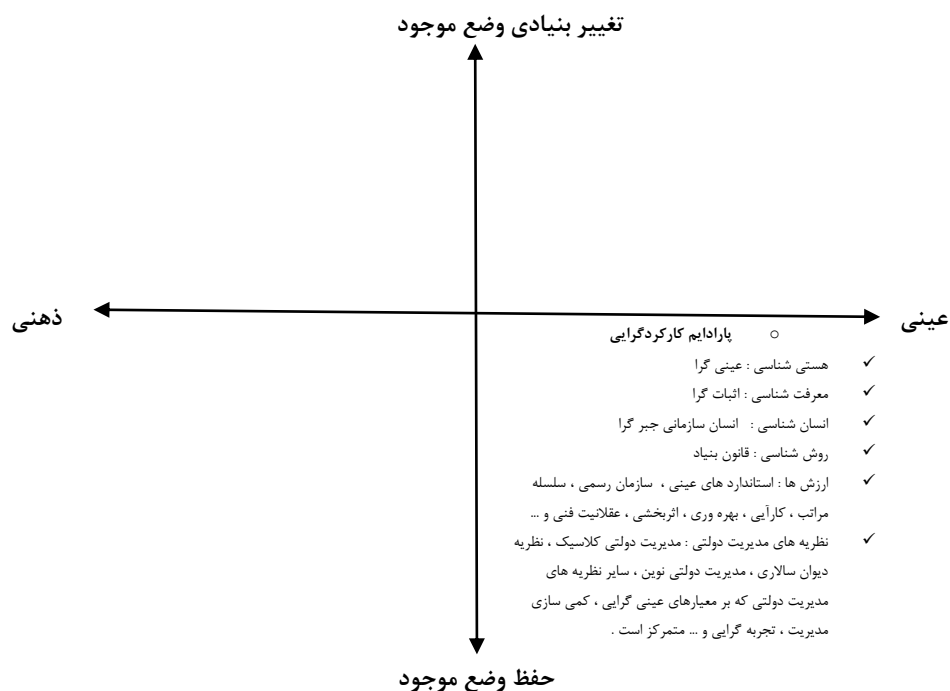 تغییر بنیادی وضع موجود
عینی
ذهنی
○ پارادایم کارکردگرایی
✓ هستی شناسی : عینی گرا
✓ معرفت شناسی : اثبات گرا
✓ انسان شناسی : انسان سازمانی جبر گرا
✓ روش شناسی : قانون بنیاد
✓ ارزش ها : استاندارد های عینی ، سازمان رسمی ، سلسله
مراتب ، کارآیی ، بهره وری ، اثربخشی ، عقلانیت فنی و ...
✓ نظریه های مدیریت دولتی : مدیریت دولتی کلاسیک ، نظریه
دیوان سالاری ، مدیریت دولتی نوین ، سایر نظریه های
مدیریت دولتی که بر معیارهای عینی گرایی ، کمی سازی
مدیریت ، تجربه گرایی و ... متمرکز است .
حفظ وضع موجود